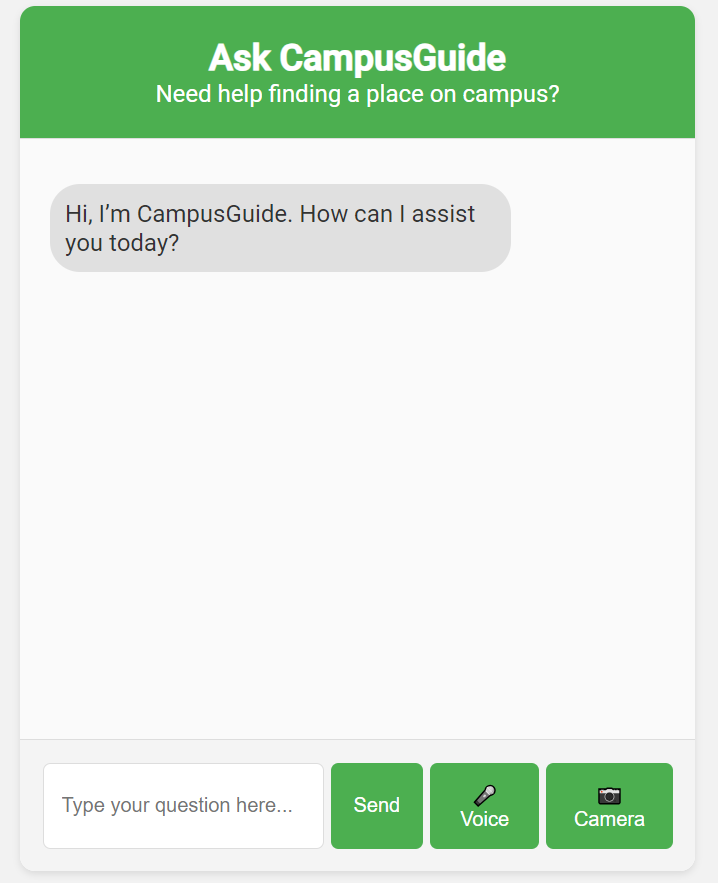 Ask CampusGuide
Need help finding a place on campus?
Hi, I’m CampusGuide. How can I assist
you today?
Type your question here...
Send
Voice
Camera